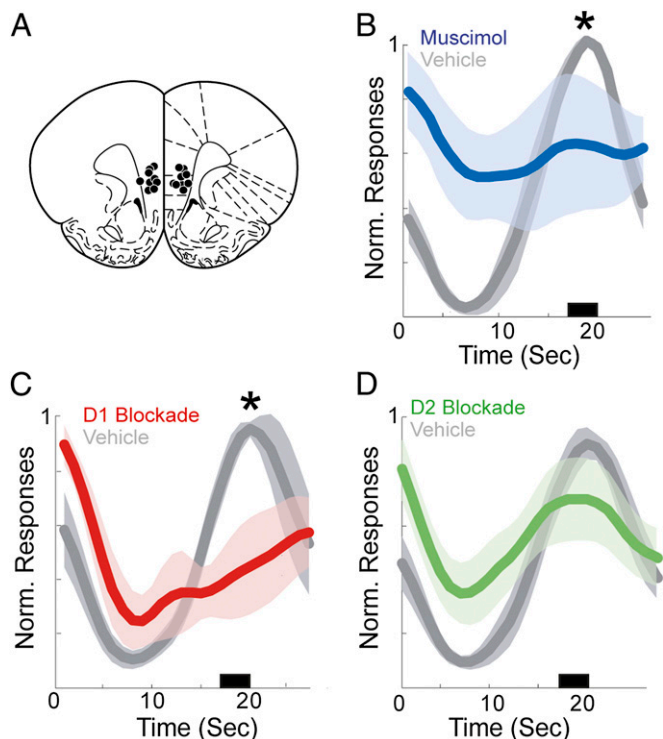 A
B
*
1
Muscimol
Vehicle
Norm. Responses
0
10
20
Time (Sec)
C
*
1
D1 Blockade
Vehicle
Norm. Responses
0
10
20
Time (Sec)
D
1
D2 Blockade
Vehicle
Norm. Responses
0
10
20
Time (Sec)